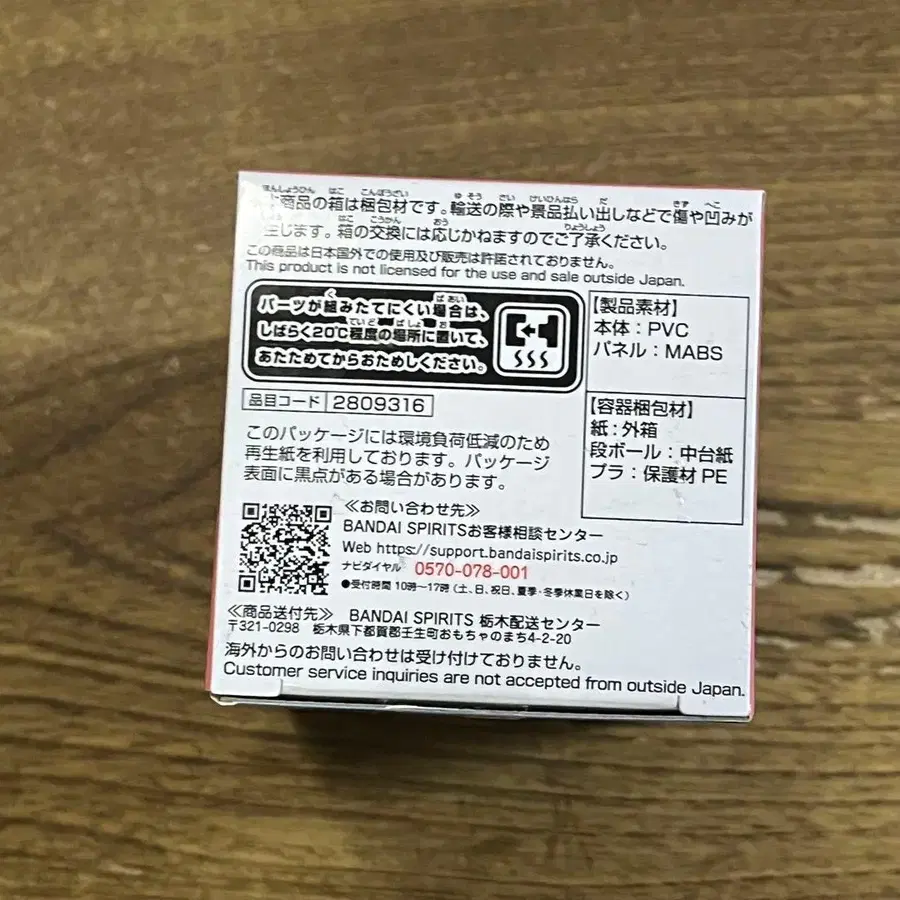 商品の箱は梱包材です。輸送の際や景品払い出しなどで傷や凹みが
生じます。箱の交換には応じかねますのでご了承ください。
この商品は日本国外での使用及び販売は許諾されておりません。
This product is not licensed for the use and sale outside Japan.
パーツが組みたてにくい場合は、
しばらく20℃程度の場所に置いて、
あたためてからおためしください。
【製品素材】
本体：PVC
パネル：MABS
【容器梱包材】
紙：外箱
段ボール：中台紙
プラ：保護材 PE
品目コード 2809316
このパッケージには環境負荷低減のため
再生紙を利用しております。パッケージ
表面に黒点がある場合があります。
≪お問い合わせ先≫
BANDAI SPIRITSお客様相談センター
Web https://support.bandaispirits.co.jp
ナビダイヤル 0570-078-001
●受付時間 10時～17時（土、日、祝日、夏季・冬季休業日を除く）
≪商品送付先≫ BANDAI SPIRITS 栃木配送センター
〒321-0298 栃木県下都賀郡壬生町おもちゃのまち4-2-20
海外からのお問い合わせは受け付けておりません。
Customer service inquiries are not accepted from outside Japan.